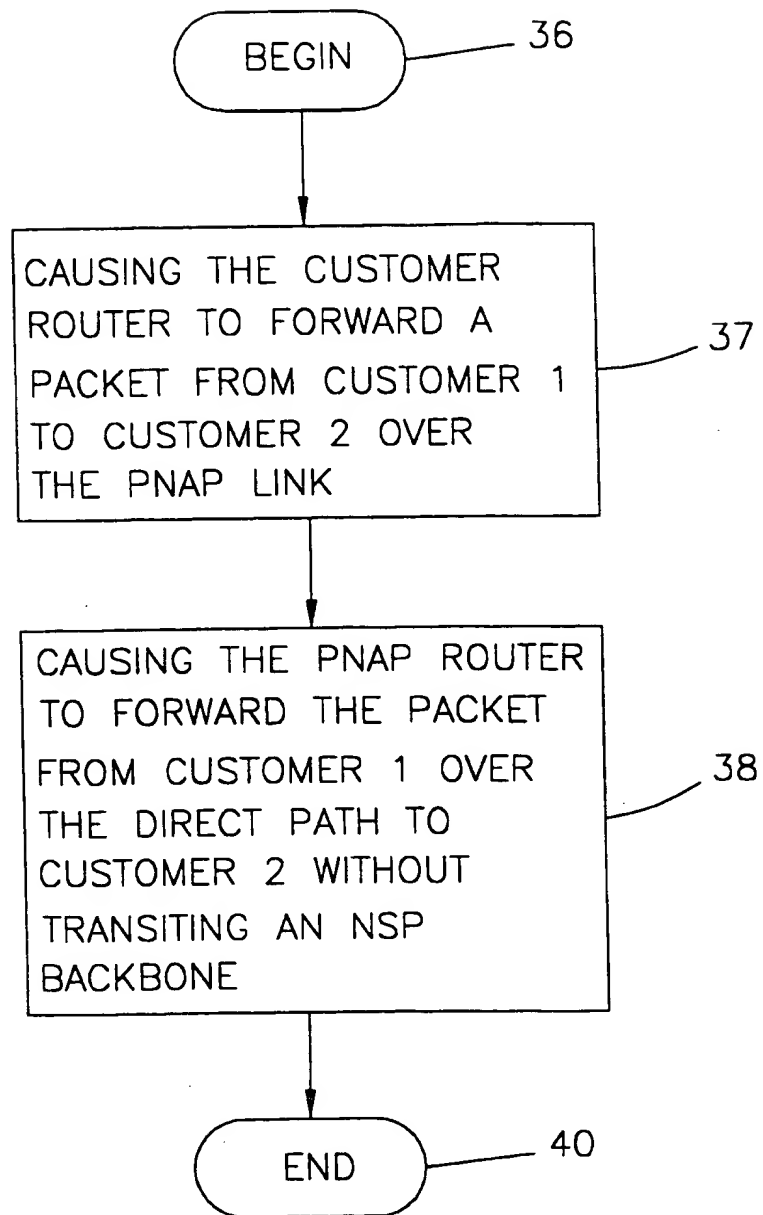 BEGIN
36
CAUSING THE CUSTOMER
ROUTER TO FORWARD A
PACKET FROM CUSTOMER 1
TO CUSTOMER 2 OVER
THE PNAP LINK
37
CAUSING THE PNAP ROUTER
TO FORWARD THE PACKET
FROM CUSTOMER 1 OVER
THE DIRECT PATH TO
CUSTOMER 2 WITHOUT
TRANSITING AN NSP
BACKBONE
38
END
40